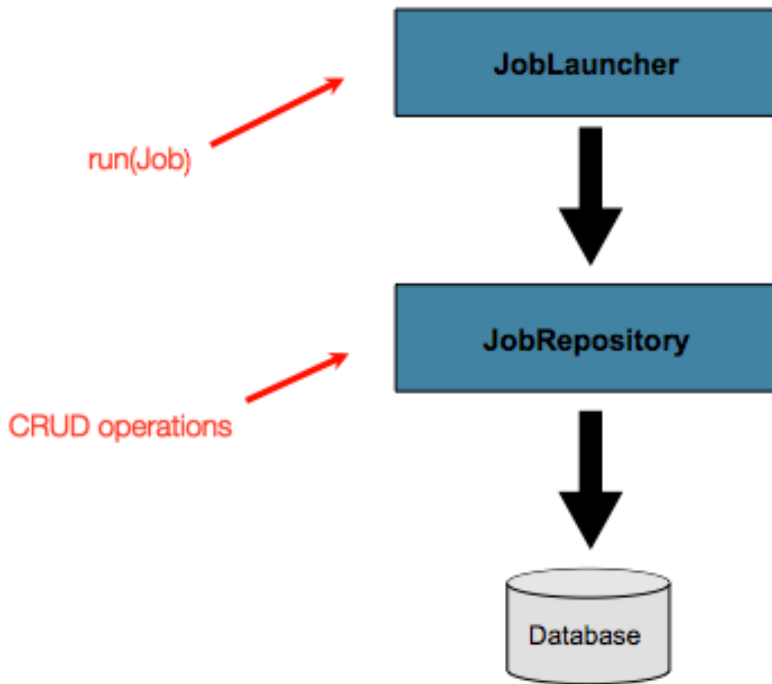 JobLauncher
run(Job)
JobRepository
CRUD operations
Database